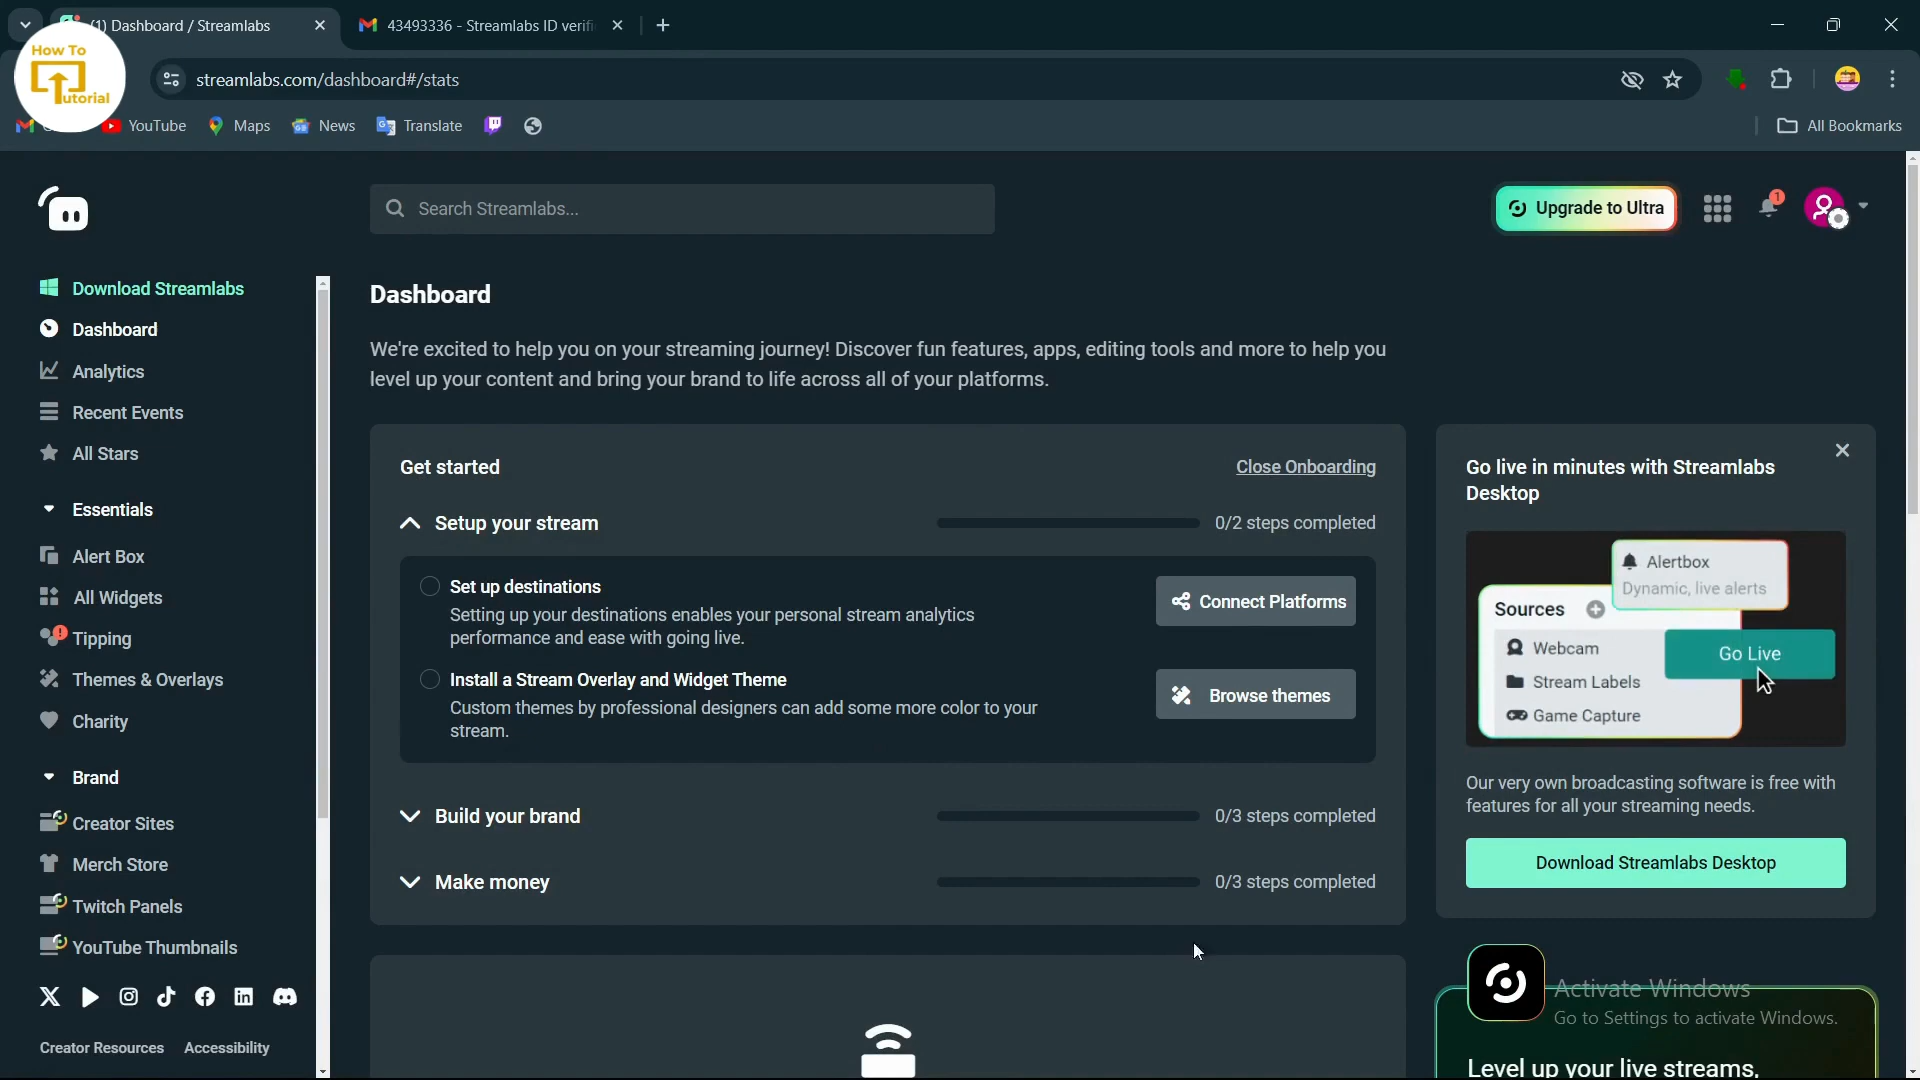 (1) Dashboard / Streamlabs
43493336 - Streamlabs ID verifi
How To
Tutorial
streamlabs.com/dashboard#/stats
YouTube
Maps
News
Translate
All Bookmarks
Search Streamlabs...
Upgrade to Ultra
1
Download Streamlabs
Dashboard
Analytics
Recent Events
All Stars
Essentials
Alert Box
All Widgets
Tipping
Themes & Overlays
Charity
Brand
Creator Sites
Merch Store
Twitch Panels
YouTube Thumbnails
Creator Resources Accessibility
Dashboard
We're excited to help you on your streaming journey! Discover fun features, apps, editing tools and more to help you
level up your content and bring your brand to life across all of your platforms.
Get started
Close Onboarding
Setup your stream
0/2 steps completed
Set up destinations
Setting up your destinations enables your personal stream analytics
performance and ease with going live.
Connect Platforms
Install a Stream Overlay and Widget Theme
Custom themes by professional designers can add some more color to your
stream.
Browse themes
Build your brand
0/3 steps completed
Make money
0/3 steps completed
Go live in minutes with Streamlabs
Desktop
Alertbox
Dynamic, live alerts
Sources
Webcam
Stream Labels
Game Capture
Go Live
Our very own broadcasting software is free with
features for all your streaming needs.
Download Streamlabs Desktop
Activate Windows
Go to Settings to activate Windows.
Level up your live streams,